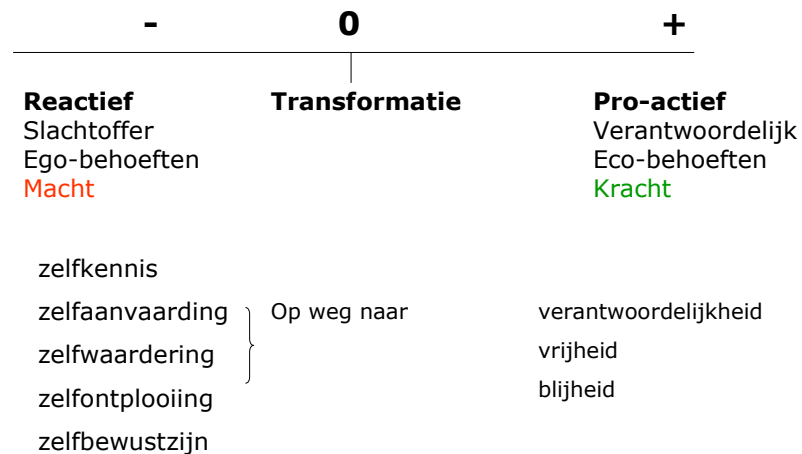 - 0 +
Reactief Transformatie Pro-actief
Slachtoffer Verantwoordelijk
Ego-behoeften Eco-behoeften
Macht Kracht
zelfkennis
zelfaanvaarding Op weg naar verantwoordelijkheid
zelfwaardering vrijheid
zelfontplooiing blijheid
zelfbewustzijn